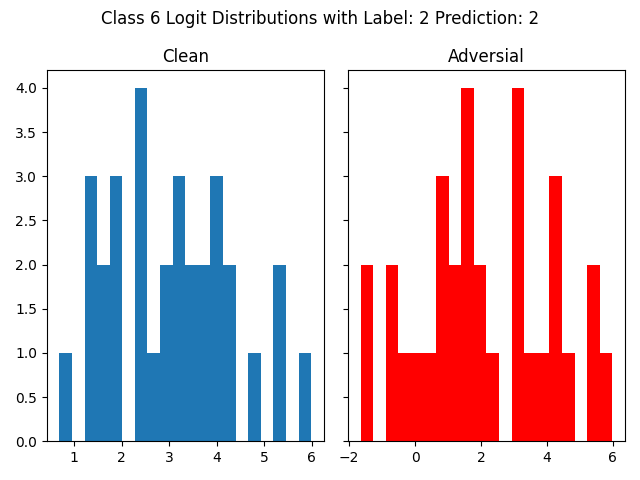 Class 6 Logit Distributions with Label: 2 Prediction: 2
Clean
Adversial
4.0
3.5
3.0
2.5
2.0
1.5
1.0
0.5
0.0
1 2 3 4 5 6
−2 0 2 4 6